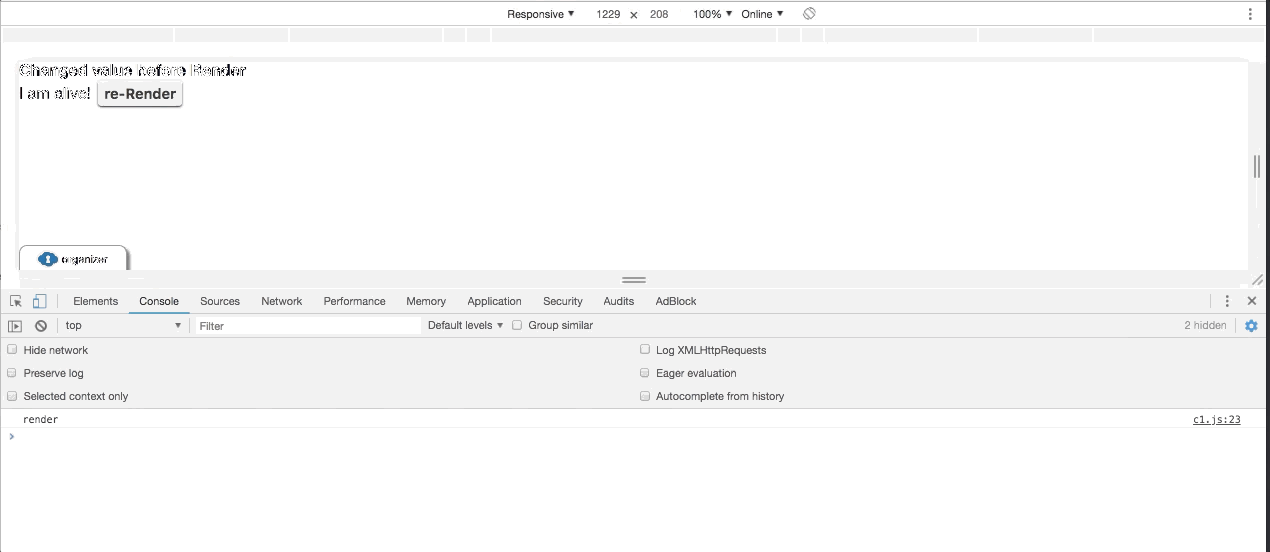 Responsive ▼ 1229 × 208 100% ▼ Online ▼
Changed value before Render
I am alive! re-Render
organizer
Elements Console Sources Network Performance Memory Application Security Audits AdBlock
top ▼ Filter Default levels ▼ Group similar 2 hidden
Hide network Log XMLHttpRequests
Preserve log Eager evaluation
Selected context only Autocomplete from history
render c1.js:23